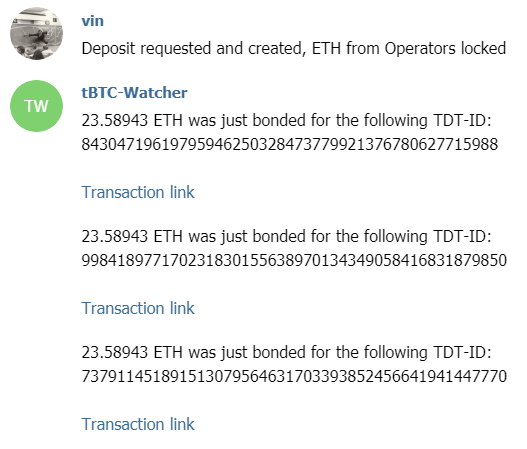 vin
Deposit requested and created, ETH from Operators locked
TW
tBTC-Watcher
23.58943 ETH was just bonded for the following TDT-ID:
843047196197959462503284737799213767806277​15988
Transaction link
23.58943 ETH was just bonded for the following TDT-ID:
998418977170231830155638970134349058416831879850
Transaction link
23.58943 ETH was just bonded for the following TDT-ID:
737911451891513079564631703393852456641941447770
Transaction link